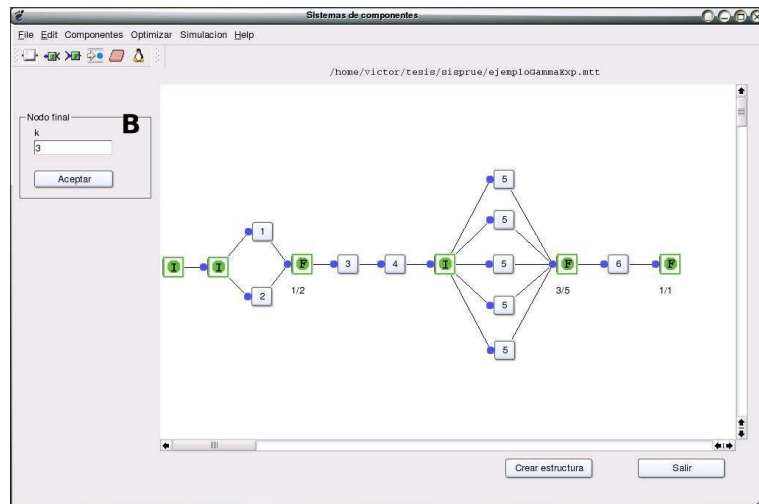 Sistemas de componentes
File Edit Componentes Optimizar Simulacion Help
/home/victor/tesis/sisprue/ejemploGammaExp.mtt
Nodo final
B
k
3
Aceptar
5
5
1
I I F 3 4 I 5 F 6 F
2
1/2 3/5 1/1
5
5
Crear estructura Salir